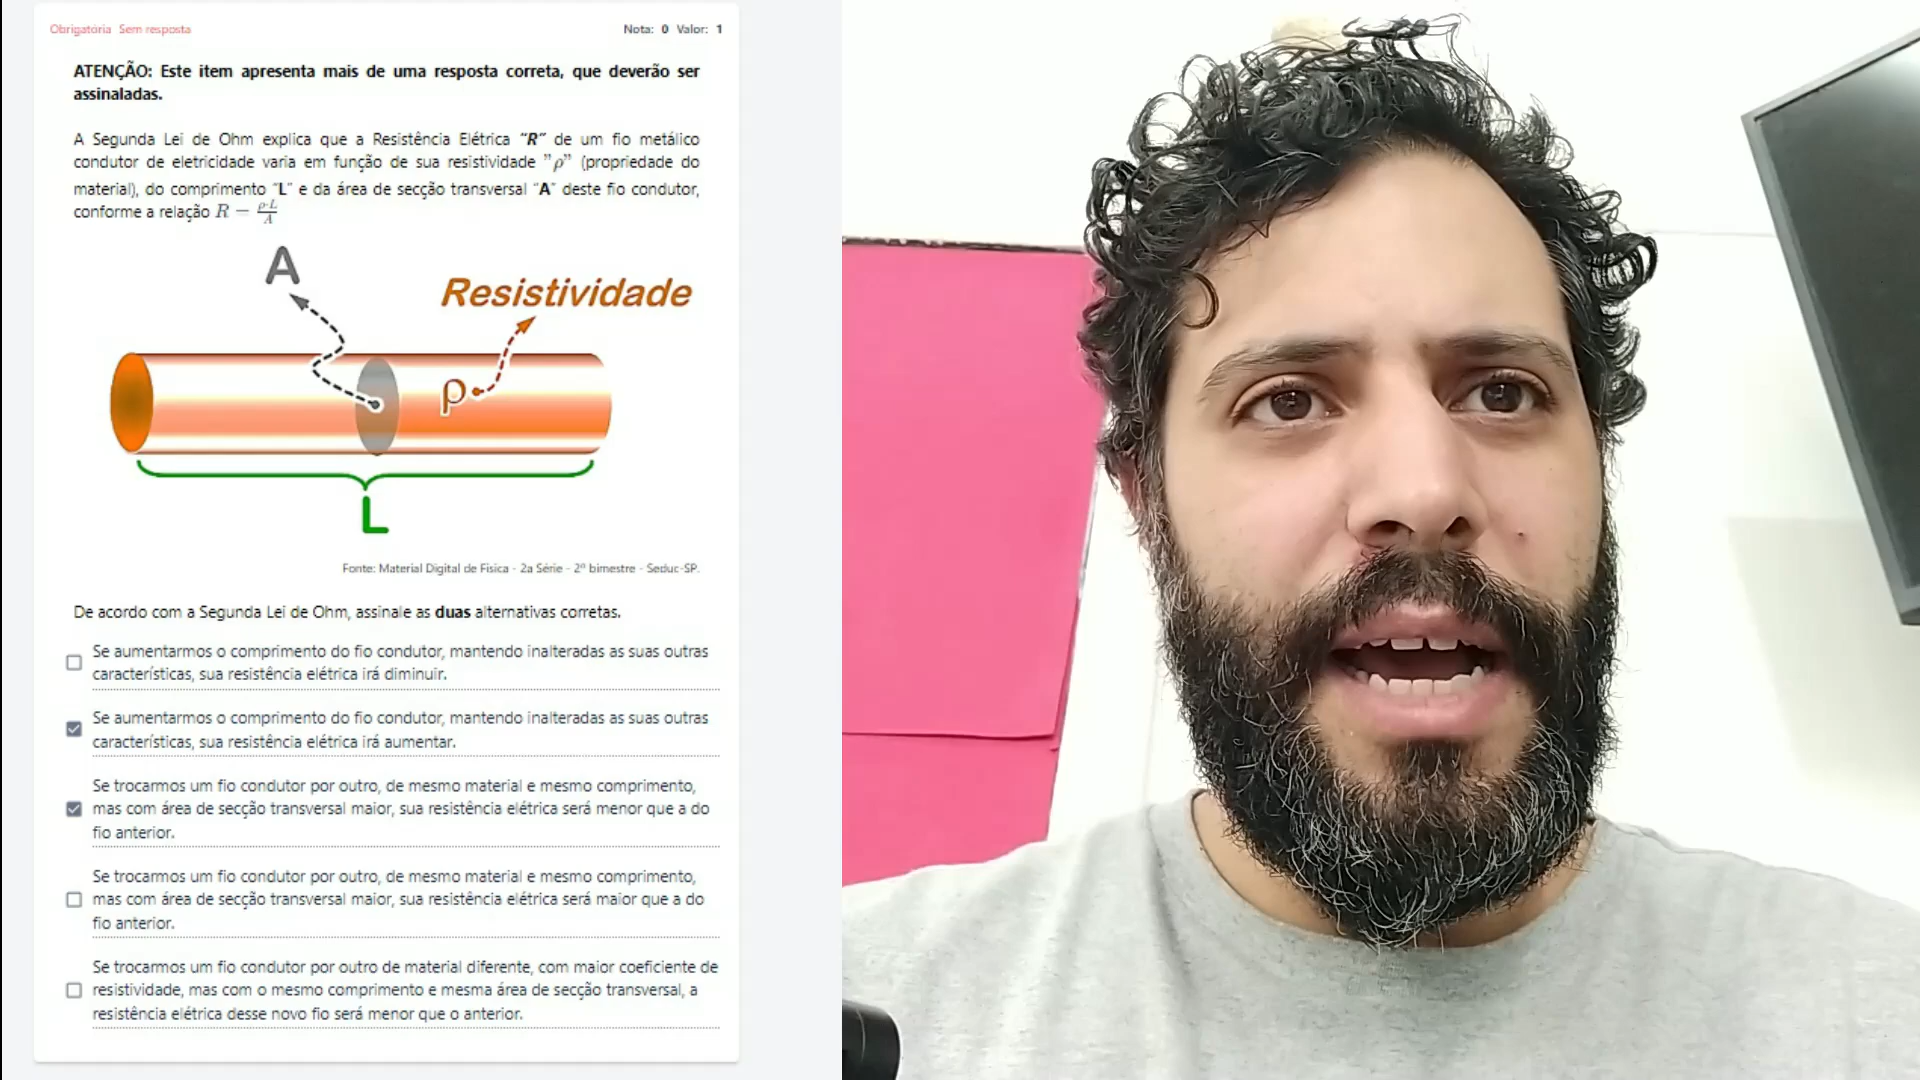 Obrigatória Sem resposta
Nota: 0 Valor: 1
ATENÇÃO: Este item apresenta mais de uma resposta correta, que deverão ser
assinaladas.
A Segunda Lei de Ohm explica que a Resistência Elétrica "R" de um fio metálico
condutor de eletricidade varia em função de sua resistividade "ρ" (propriedade do
material), do comprimento "L" e da área de secção transversal "A" deste fio condutor,
conforme a relação R = ρ·L/A
A
Resistividade
ρ
L
Fonte: Material Digital de Física - 2a Série - 2º bimestre - Seduc-SP.
De acordo com a Segunda Lei de Ohm, assinale as duas alternativas corretas.
Se aumentarmos o comprimento do fio condutor, mantendo inalteradas as suas outras
características, sua resistência elétrica irá diminuir.
Se aumentarmos o comprimento do fio condutor, mantendo inalteradas as suas outras
características, sua resistência elétrica irá aumentar.
Se trocarmos um fio condutor por outro, de mesmo material e mesmo comprimento,
mas com área de secção transversal maior, sua resistência elétrica será menor que a do
fio anterior.
Se trocarmos um fio condutor por outro, de mesmo material e mesmo comprimento,
mas com área de secção transversal maior, sua resistência elétrica será maior que a do
fio anterior.
Se trocarmos um fio condutor por outro de material diferente, com maior coeficiente de
resistividade, mas com o mesmo comprimento e mesma área de secção transversal, a
resistência elétrica desse novo fio será menor que o anterior.